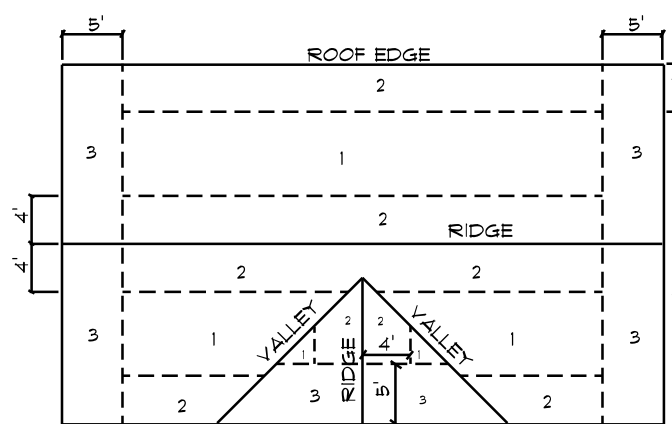 5' 5'
ROOF EDGE
2
3 1 3
4' 2
RIDGE
4' 2 2
3 1 VALLEY 2 2 VALLEY 1 3
4'
1 1
RIDGE
2 3 5' 3 2